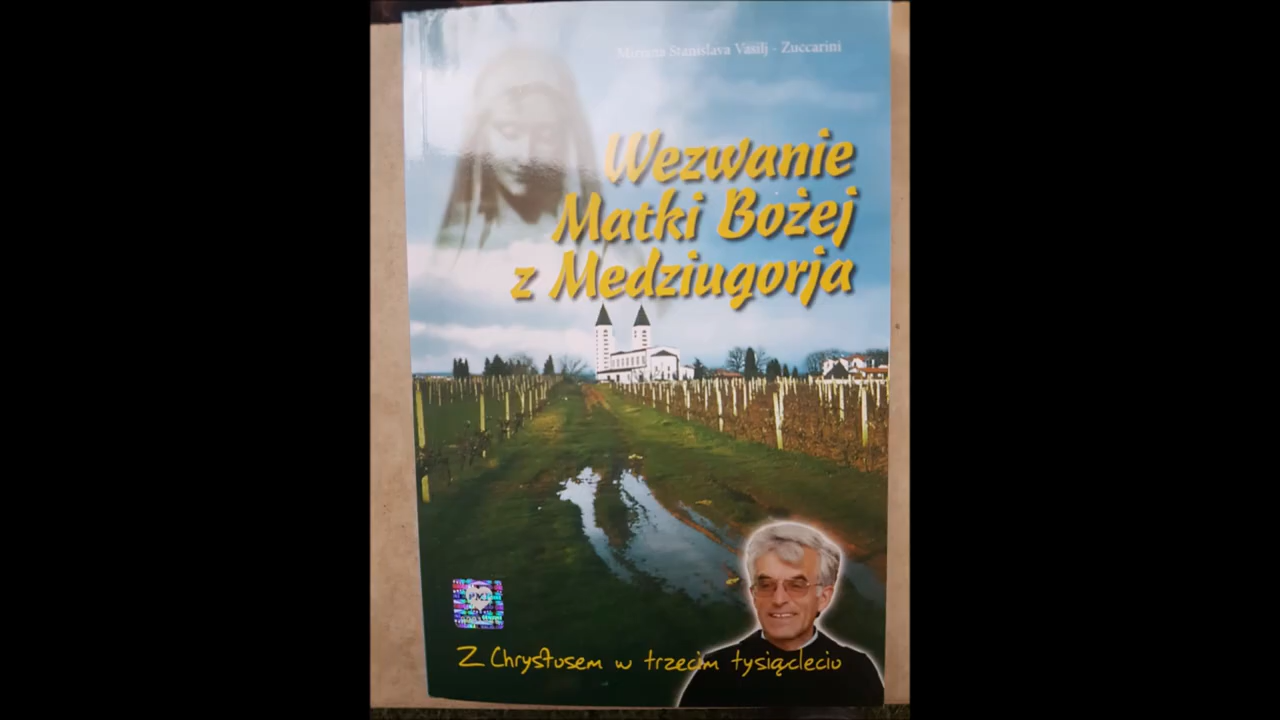 Mirjana Stanislava Vasilj - Zuccarini
Wezwanie
Matki Bożej
z Medziugorja
Z Chrystusem w trzecim tysiącleciu